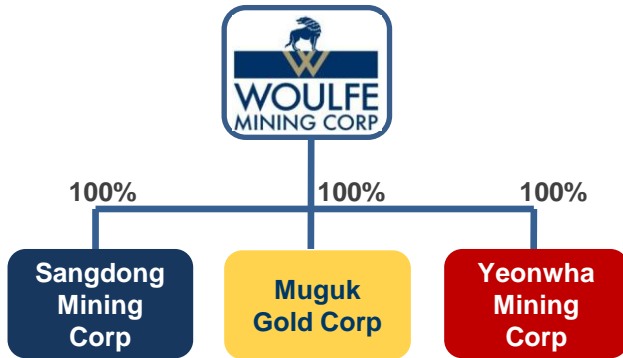 W
WOULFE
MINING CORP
100%
100%
100%
Sangdong
Mining
Corp
Muguk
Gold Corp
Yeonwha
Mining
Corp